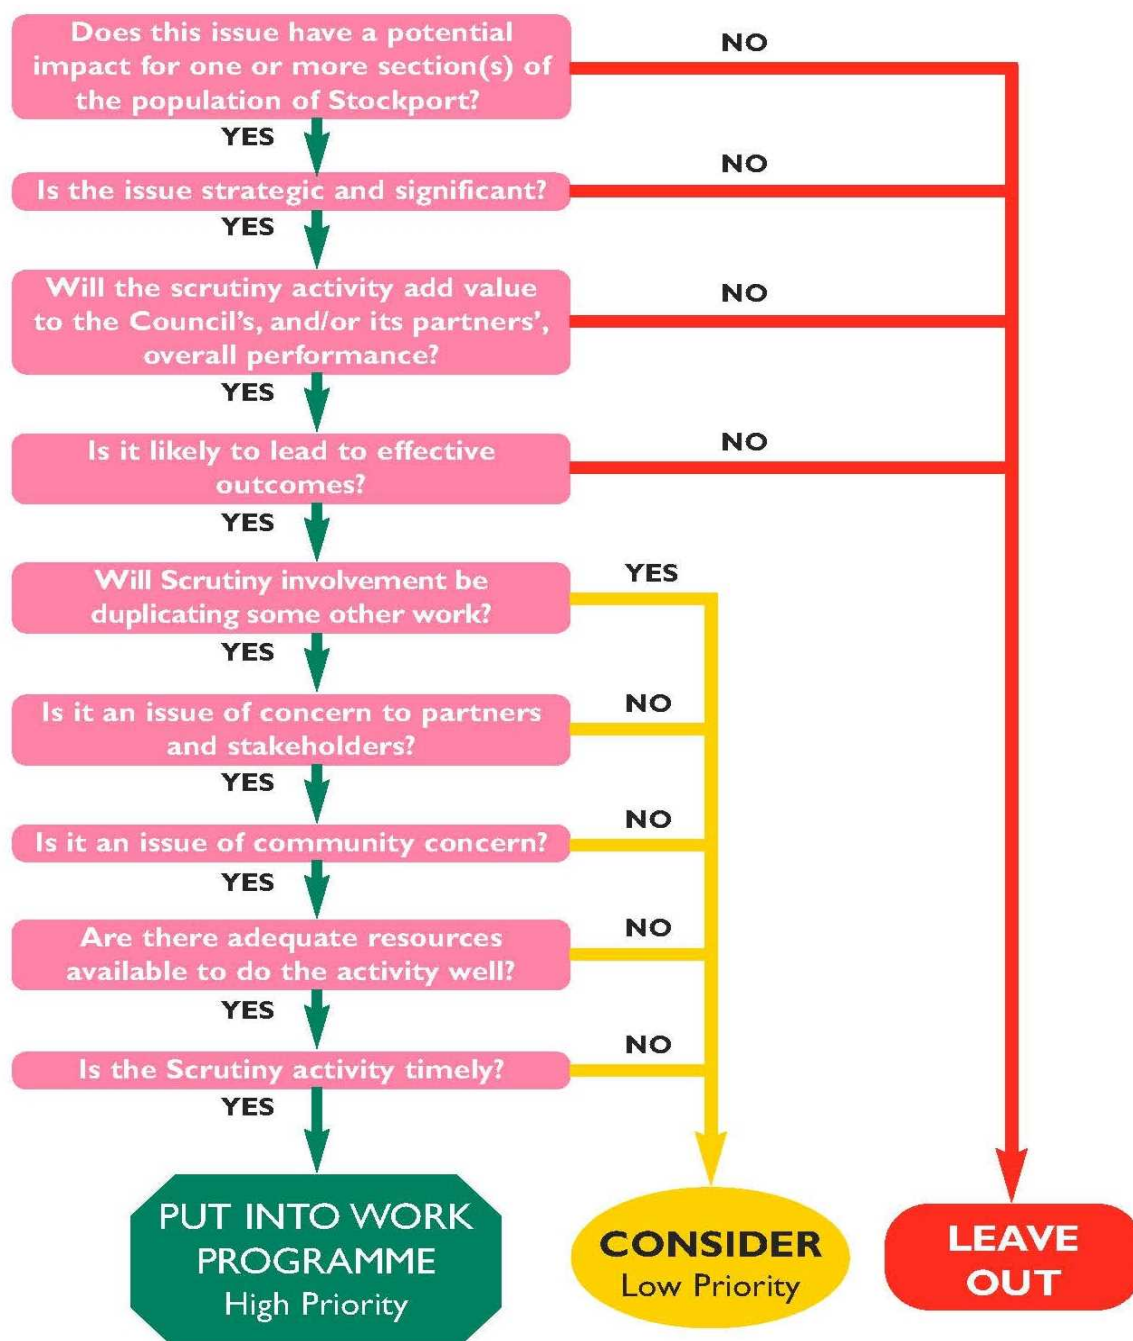 Does this issue have a potential
impact for one or more section(s) of
the population of Stockport?
NO
YES
Is the issue strategic and significant?
NO
YES
Will the scrutiny activity add value
to the Council's, and/or its partners',
overall performance?
NO
YES
Is it likely to lead to effective
outcomes?
NO
YES
Will Scrutiny involvement be
duplicating some other work?
YES
YES
Is it an issue of concern to partners
and stakeholders?
NO
YES
Is it an issue of community concern?
NO
YES
Are there adequate resources
available to do the activity well?
NO
YES
Is the Scrutiny activity timely?
NO
YES
PUT INTO WORK
PROGRAMME
High Priority
CONSIDER
Low Priority
LEAVE
OUT